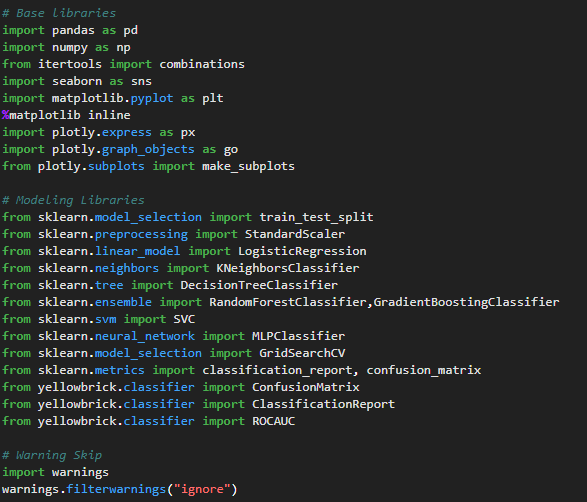 # Base libraries
import pandas as pd
import numpy as np
from itertools import combinations
import seaborn as sns
import matplotlib.pyplot as plt
%matplotlib inline
import plotly.express as px
import plotly.graph_objects as go
from plotly.subplots import make_subplots
# Modeling Libraries
from sklearn.model_selection import train_test_split
from sklearn.preprocessing import StandardScaler
from sklearn.linear_model import LogisticRegression
from sklearn.neighbors import KNeighborsClassifier
from sklearn.tree import DecisionTreeClassifier
from sklearn.ensemble import RandomForestClassifier,GradientBoostingClassifier
from sklearn.svm import SVC
from sklearn.neural_network import MLPClassifier
from sklearn.model_selection import GridSearchCV
from sklearn.metrics import classification_report, confusion_matrix
from yellowbrick.classifier import ConfusionMatrix
from yellowbrick.classifier import ClassificationReport
from yellowbrick.classifier import ROCAUC
# Warning Skip
import warnings
warnings.filterwarnings("ignore")